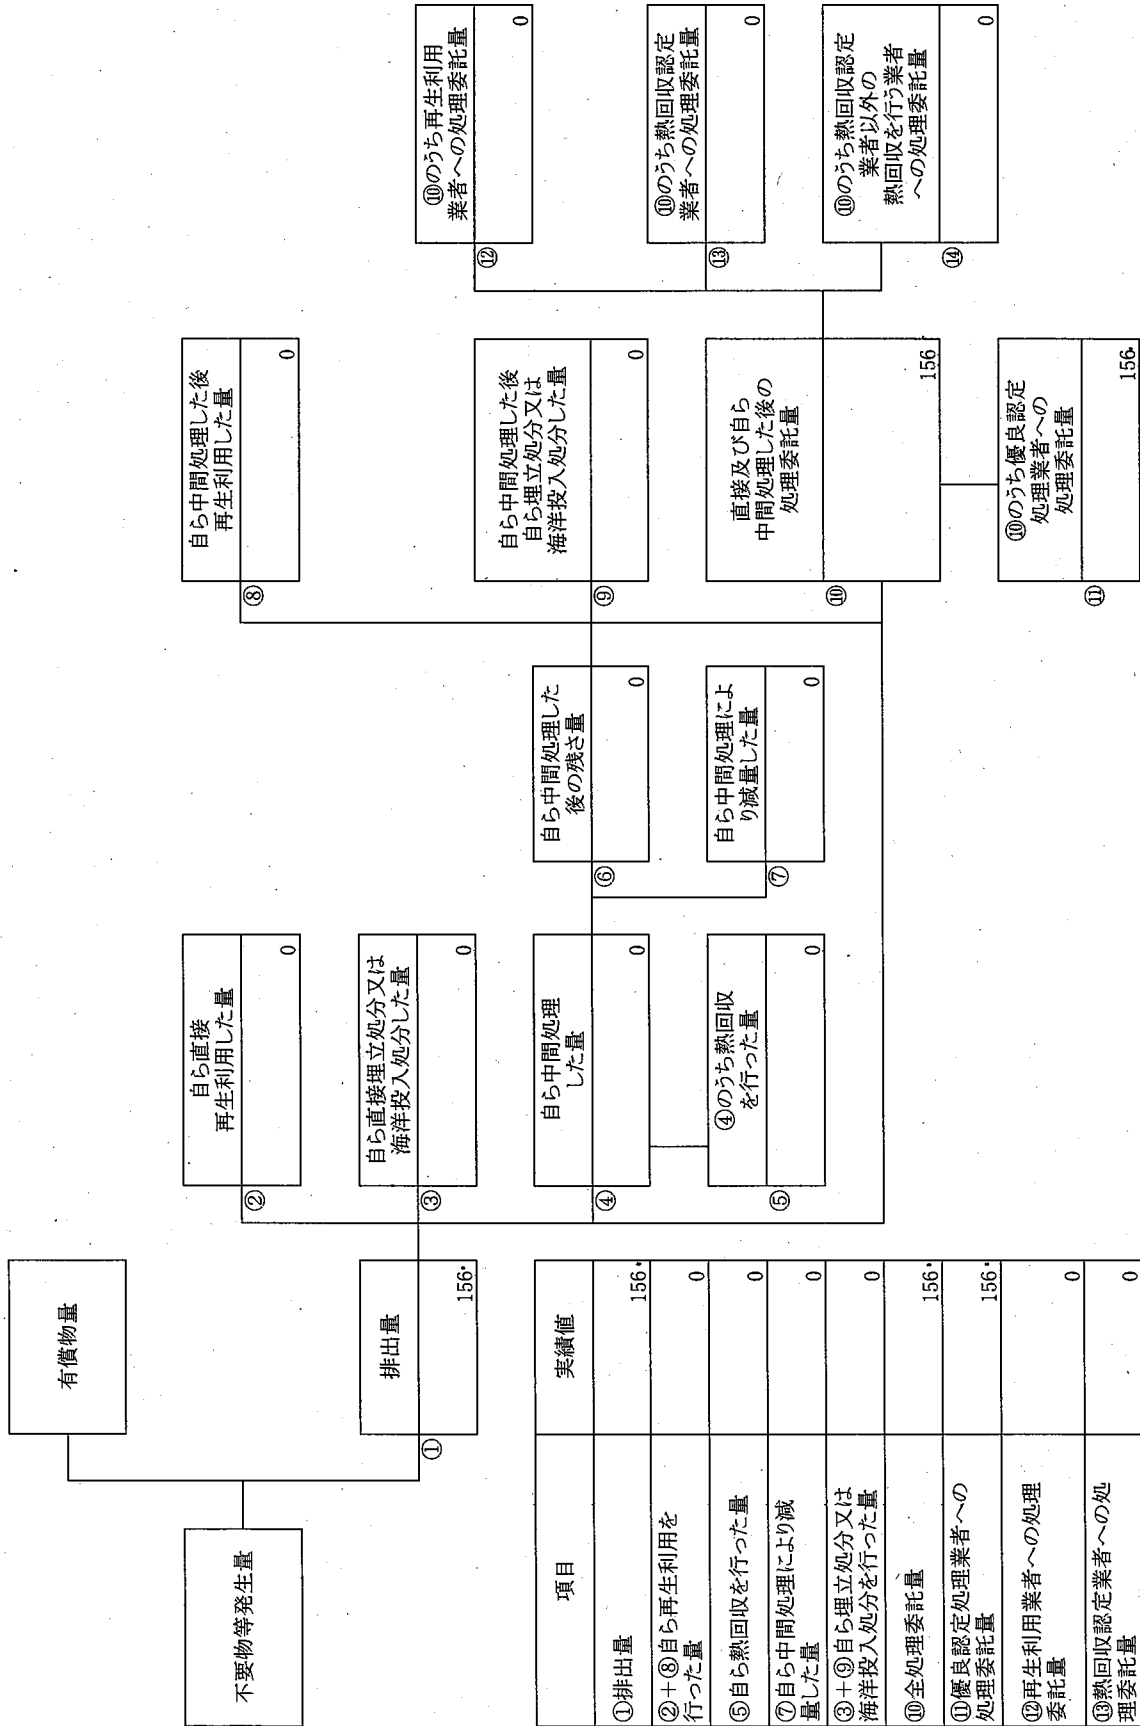 不要物等発生量
有償物量
①
排出量
156
②
自ら直接
再生利用した量
0
③
自ら直接埋立処分又は
海洋投入処分した量
0
④
自ら中間処理
した量
0
⑤
④のうち熱回収
を行った量
0
⑥
自ら中間処理した
後の残さ量
0
⑦
自ら中間処理によ
り減量した量
0
⑧
自ら中間処理した後
再生利用した量
0
⑨
自ら中間処理した後
自ら埋立処分又は
海洋投入処分した量
0
⑩
直接及び自ら
中間処理した後の
処理委託量
156
⑪
⑩のうち優良認定
処理業者への
処理委託量
156
⑫
⑩のうち再生利用
業者への処理委託量
0
⑬
⑩のうち熱回収認定
業者への処理委託量
0
⑭
⑩のうち熱回収認定
業者以外の
熱回収を行う業者
への処理委託量
0
項目 実績値
①排出量 156
②+⑧自ら再生利用を
行った量 0
⑤自ら熱回収を行った量 0
⑦自ら中間処理により減
量した量 0
③+⑨自ら埋立処分又は
海洋投入処分を行った量 0
⑩全処理委託量 156
⑪優良認定処理業者への
処理委託量 156
⑫再生利用業者への処理
委託量 0
⑬熱回収認定業者への処
理委託量 0